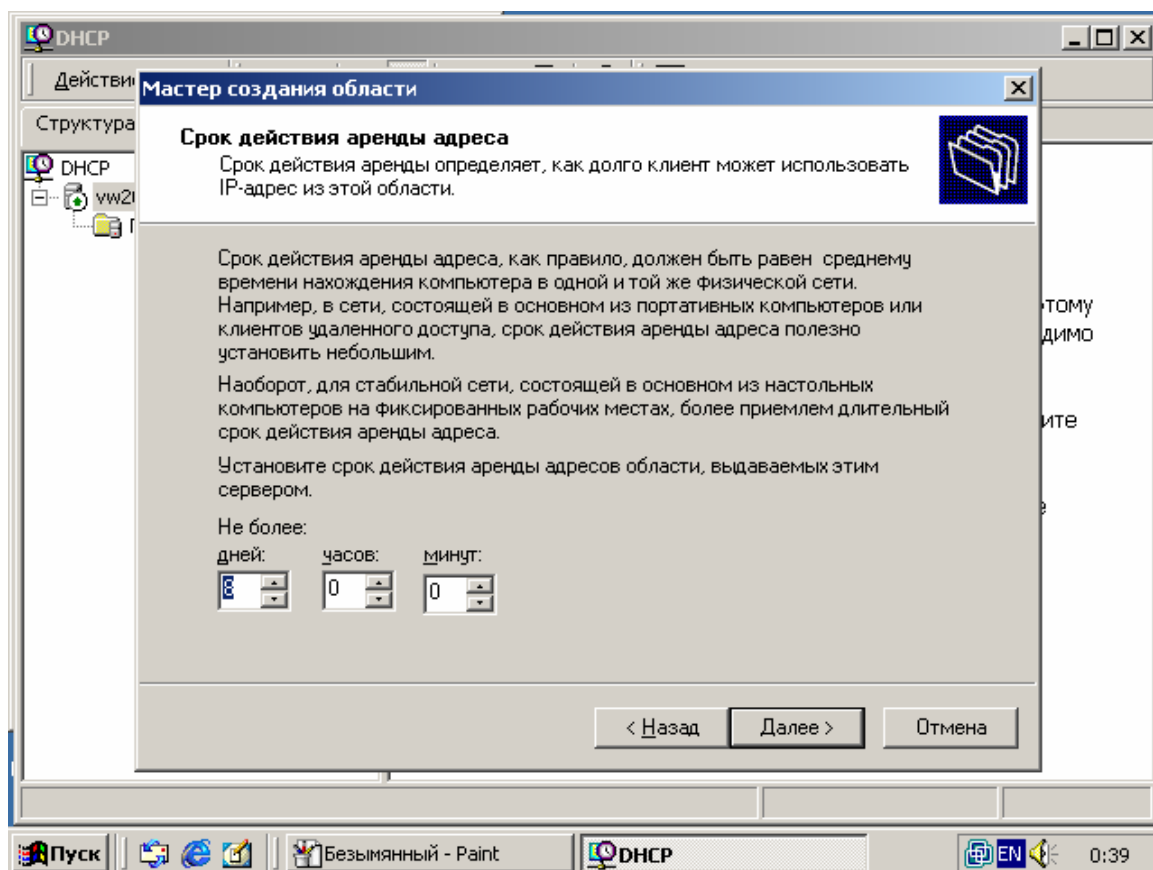 DHCP
Действи
Мастер создания области
Структура
Срок действия аренды адреса
Срок действия аренды определяет, как долго клиент может использовать
IP-адрес из этой области.
DHCP
vw2
Срок действия аренды адреса, как правило, должен быть равен среднему
времени нахождения компьютера в одной и той же физической сети.
Например, в сети, состоящей в основном из портативных компьютеров или
клиентов удаленного доступа, срок действия аренды адреса полезно
установить небольшим.
Наоборот, для стабильной сети, состоящей в основном из настольных
компьютеров на фиксированных рабочих местах, более приемлем длительный
срок действия аренды адреса.
Установите срок действия аренды адресов области, выдаваемых этим
сервером.
Не более:
дней: часов: минут:
8 0 0
тому
димо
ите
< Назад Далее > Отмена
Пуск Безымянный - Paint DHCP EN 0:39